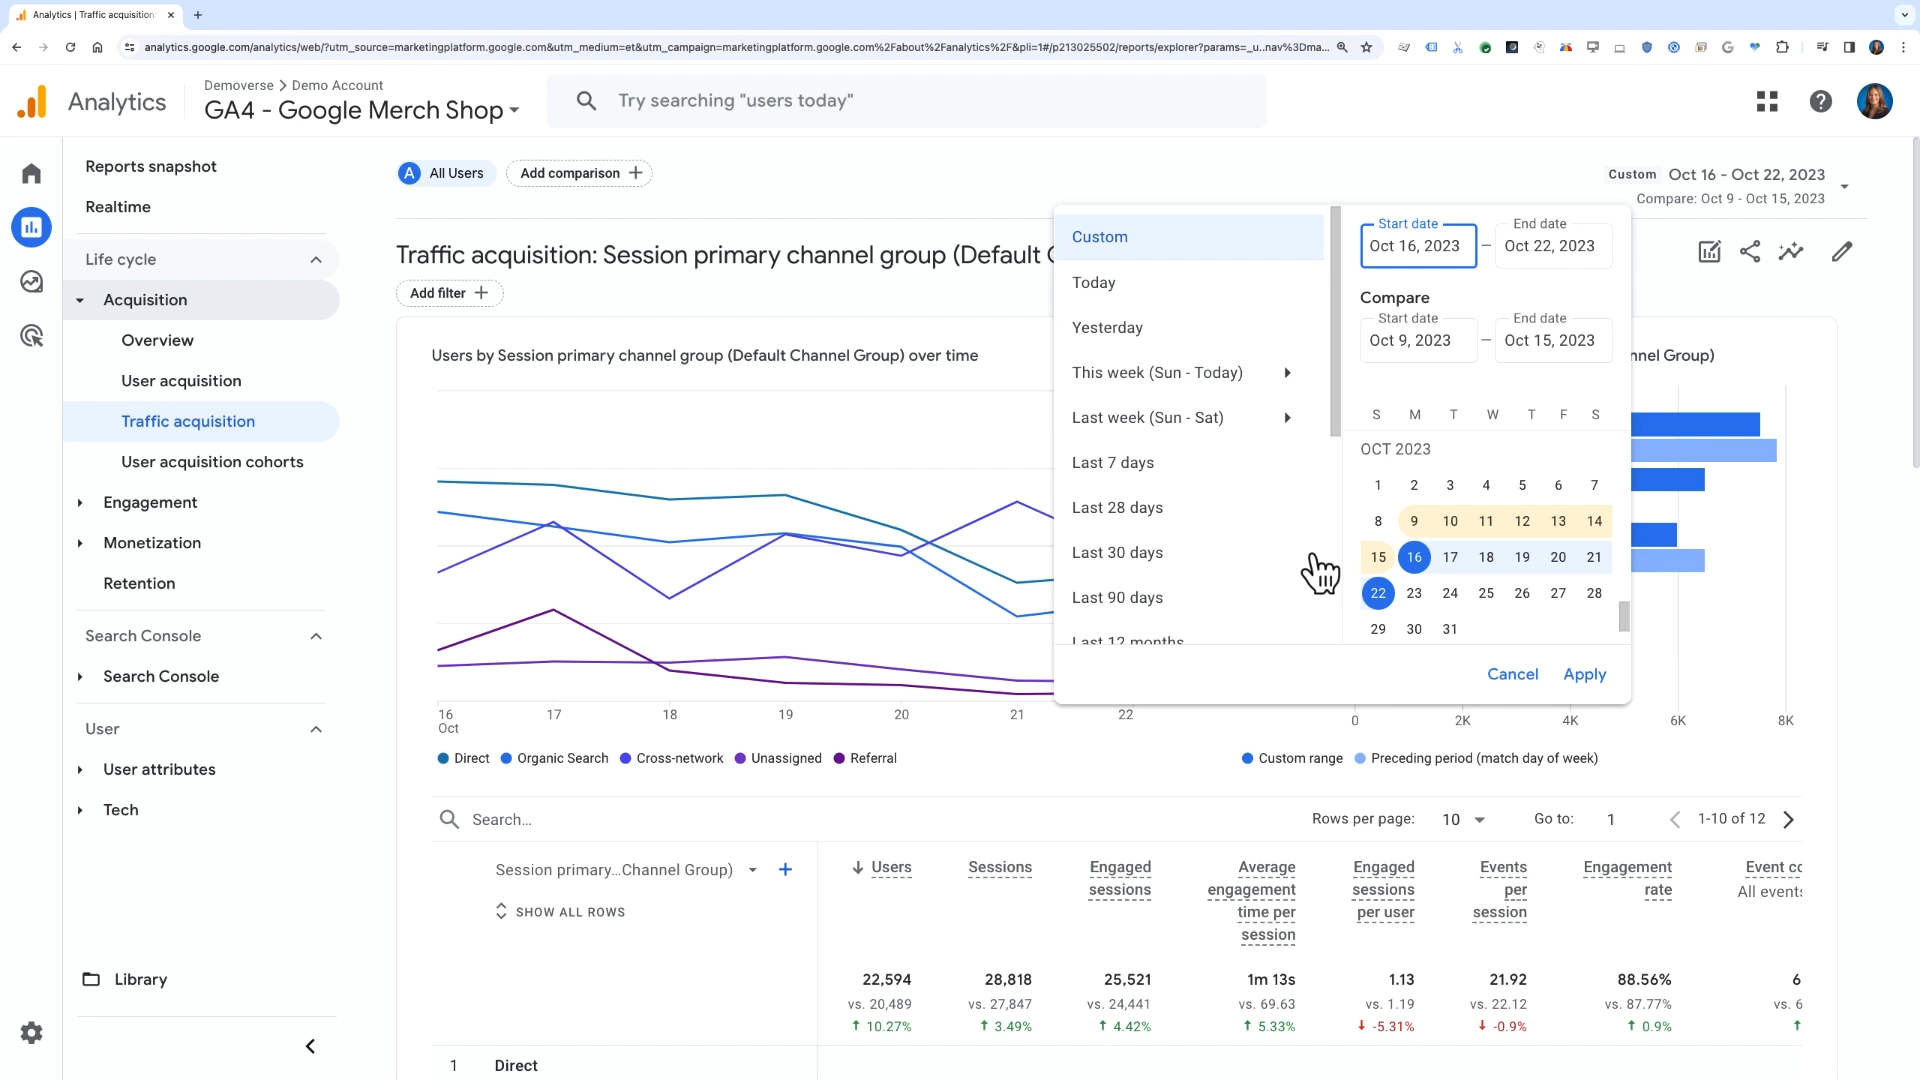 Analytics | Traffic acquisition:
analytics.google.com/analytics/web/?utm_source=marketingplatform.google.com&utm_medium=et&utm_campaign=marketingplatform.google.com%2Fabout%2Fanalytics%2F&pli=1#/p213025502/reports/explorer?params=_u..nav%3Dma...
Analytics
Demoverse > Demo Account
GA4 - Google Merch Shop
Try searching "users today"
Reports snapshot
Realtime
Life cycle
Acquisition
Overview
User acquisition
Traffic acquisition
User acquisition cohorts
Engagement
Monetization
Retention
Search Console
Search Console
User
User attributes
Tech
Library
A All Users
Add comparison +
Custom Oct 16 - Oct 22, 2023
Compare: Oct 9 - Oct 15, 2023
Traffic acquisition: Session primary channel group (Default C
Add filter +
Users by Session primary channel group (Default Channel Group) over time
nnel Group)
Custom
Today
Yesterday
This week (Sun - Today)
Last week (Sun - Sat)
Last 7 days
Last 28 days
Last 30 days
Last 90 days
Last 12 months
Start date End date
Oct 16, 2023 – Oct 22, 2023
Compare
Start date End date
Oct 9, 2023 – Oct 15, 2023
S M T W T F S
OCT 2023
1 2 3 4 5 6 7
8 9 10 11 12 13 14
15 16 17 18 19 20 21
22 23 24 25 26 27 28
29 30 31
Cancel Apply
16 17 18 19 20 21 22
Oct
0 2K 4K 6K 8K
Direct Organic Search Cross-network Unassigned Referral
Custom range Preceding period (match day of week)
Search...
Rows per page: 10 Go to: 1 1-10 of 12
Session primary...Channel Group) +
SHOW ALL ROWS
Users
Sessions
Engaged
sessions
Average
engagement
time per
session
Engaged
sessions
per user
Events
per
session
Engagement
rate
Event cc
All events
22,594 28,818 25,521 1m 13s 1.13 21.92 88.56% 6
vs. 20,489 vs. 27,847 vs. 24,441 vs. 69.63 vs. 1.19 vs. 22.12 vs. 87.77% vs. 6
↑ 10.27% ↑ 3.49% ↑ 4.42% ↑ 5.33% ↓ -5.31% ↓ -0.9% ↑ 0.9% ↑
1 Direct